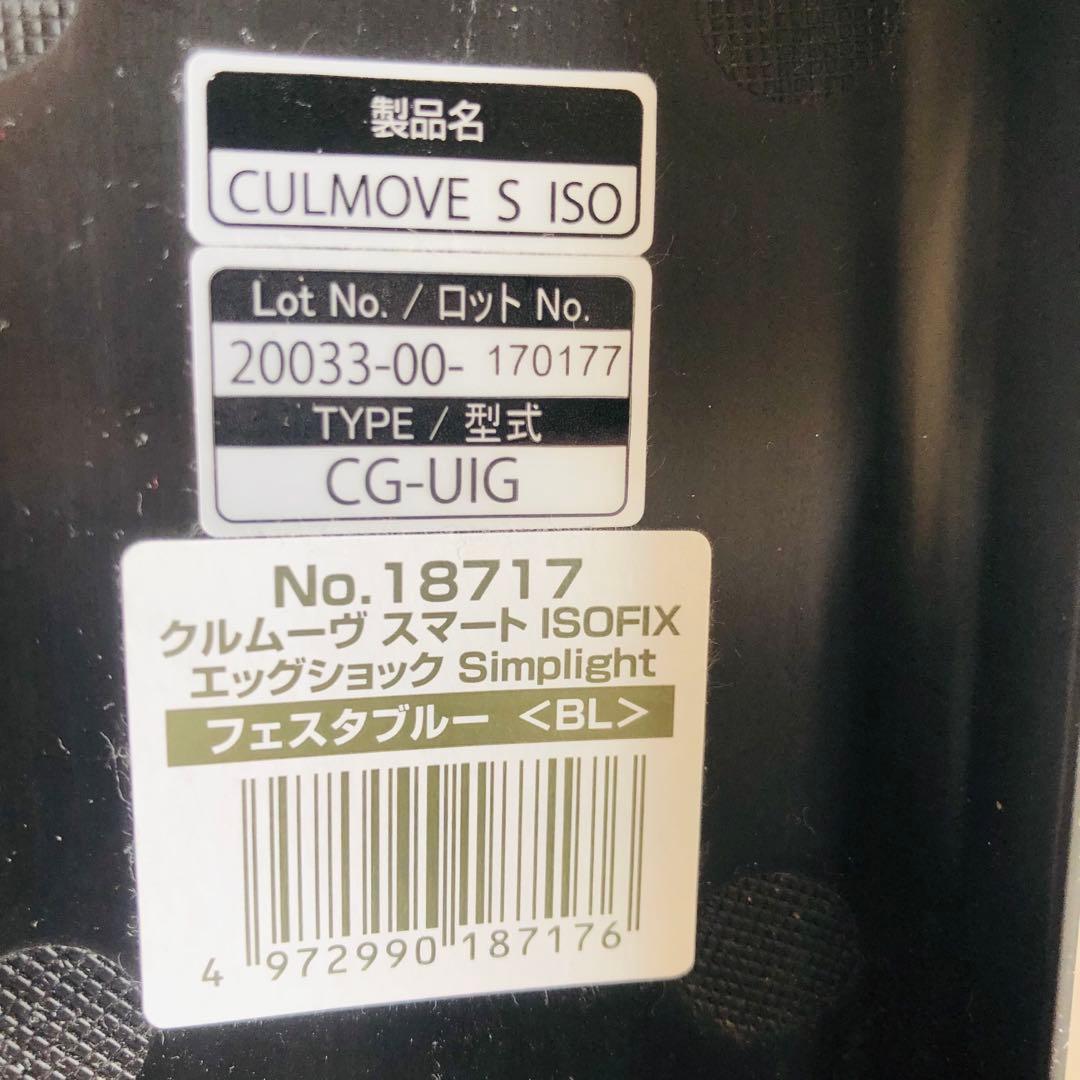 製品名
CULMOVE S ISO
Lot No. / ロット No.
20033-00- 170177
TYPE / 型式
CG-UIG
No.18717
クルムーヴ スマート ISOFIX
エッグショック Simplight
フェスタブルー <BL>
4 972990 187176